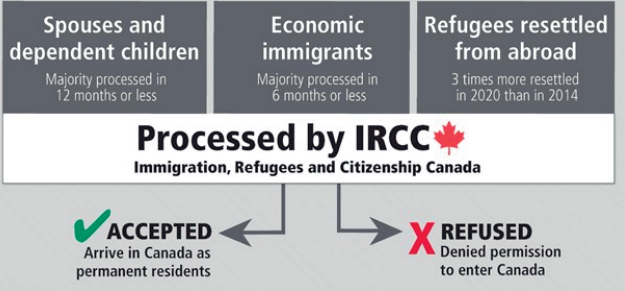 Spouses and
dependent children
Majority processed in
12 months or less
Economic
immigrants
Majority processed in
6 months or less
Refugees resettled
from abroad
3 times more resettled
in 2020 than in 2014
Processed by IRCC
Immigration, Refugees and Citizenship Canada
ACCEPTED
Arrive in Canada as
permanent residents
X REFUSED
Denied permission
to enter Canada